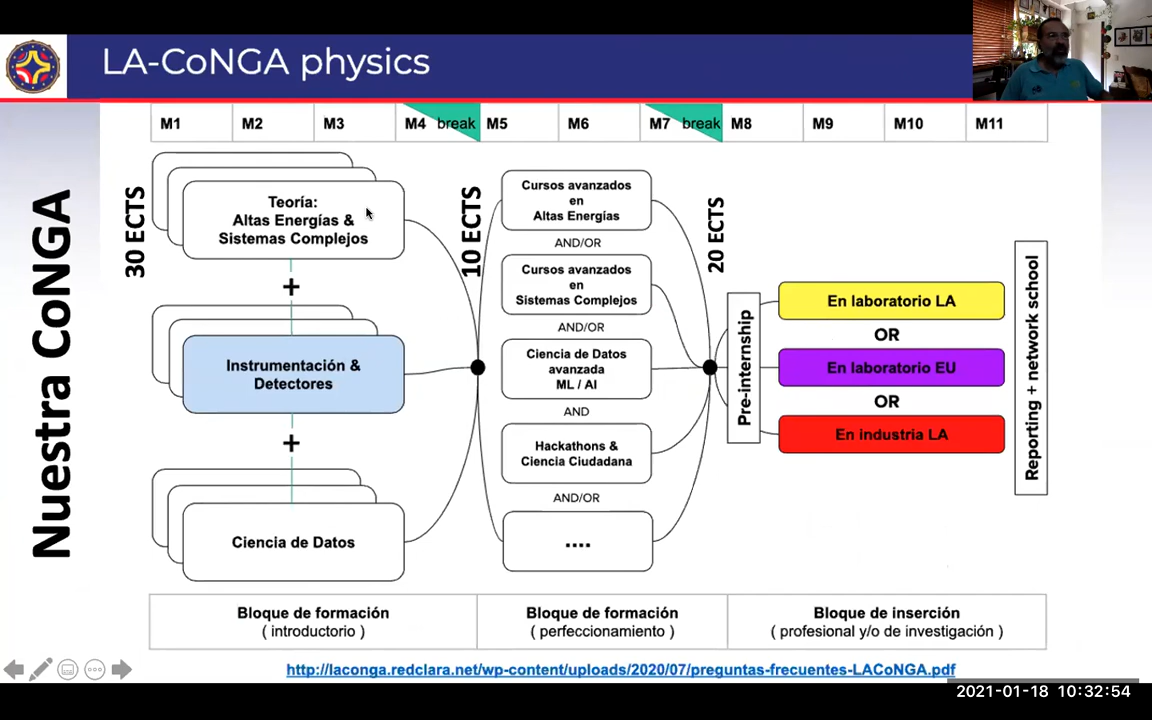 LA-CoNGA physics
M1
M2
M3
M4
break
M5
M6
M7
break
M8
M9
M10
M11
Nuestra CoNGA
30 ECTS
Teoría:
Altas Energías &
Sistemas Complejos
+
Instrumentación &
Detectores
+
Ciencia de Datos
10 ECTS
Cursos avanzados
en
Altas Energías
AND/OR
Cursos avanzados
en
Sistemas Complejos
AND/OR
Ciencia de Datos
avanzada
ML / AI
AND
Hackathons &
Ciencia Ciudadana
AND/OR
....
20 ECTS
Pre-internship
En laboratorio LA
OR
En laboratorio EU
OR
En industria LA
Reporting + network school
Bloque de formación
( introductorio )
Bloque de formación
( perfeccionamiento )
Bloque de inserción
( profesional y/o de investigación )
http://laconga.redclara.net/wp-content/uploads/2020/07/preguntas-frecuentes-LACoNGA.pdf
2021-01-18 10:32:54